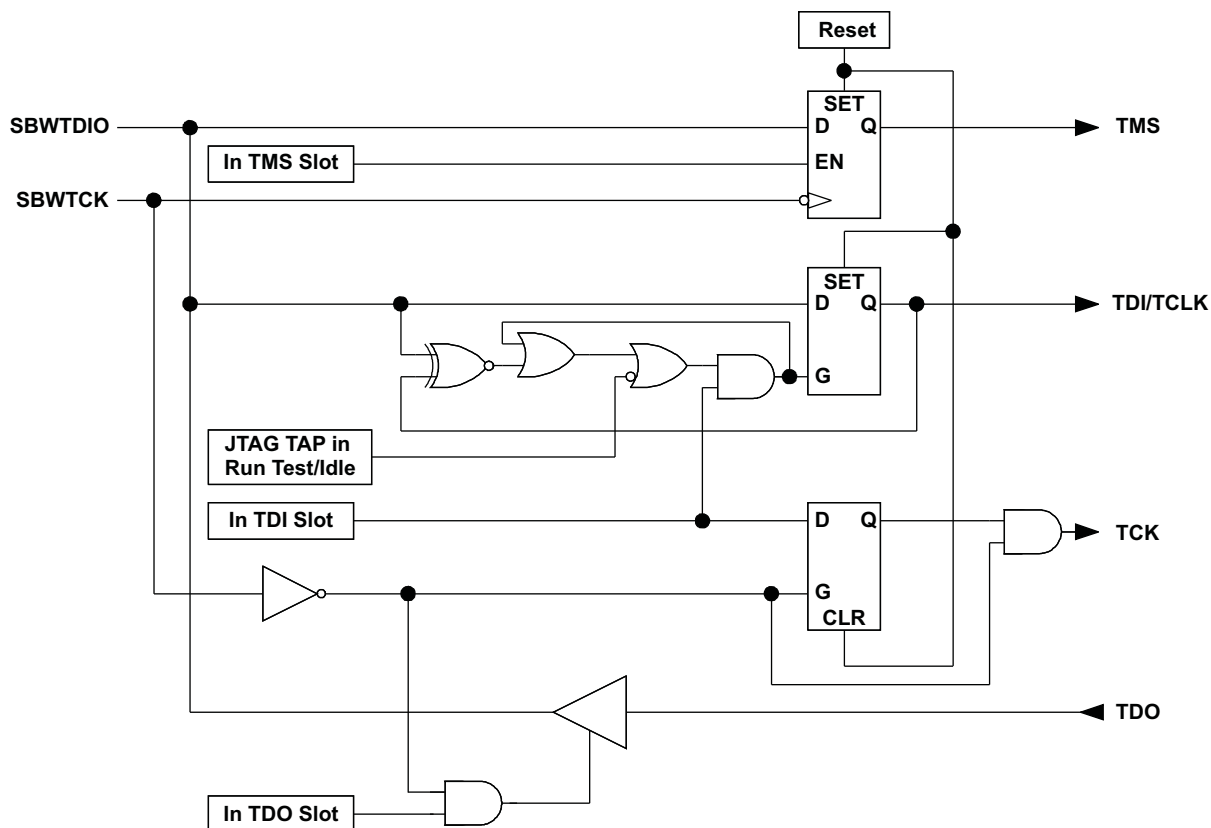 Reset
SET
SBWTDIO
D Q
TMS
In TMS Slot
EN
SBWTCK
SET
D Q
TDI/TCLK
G
JTAG TAP in
Run Test/Idle
In TDI Slot
D Q
TCK
G
CLR
TDO
In TDO Slot